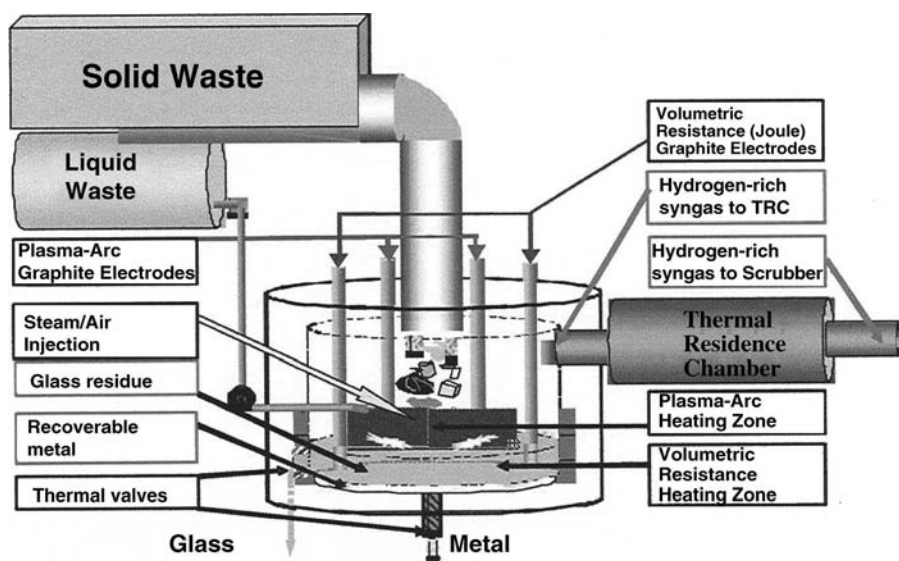 Solid Waste
Liquid
Waste
Plasma-Arc
Graphite Electrodes
Steam/Air
Injection
Glass residue
Recoverable
metal
Thermal valves
Glass
Metal
Volumetric
Resistance (Joule)
Graphite Electrodes
Hydrogen-rich
syngas to TRC
Hydrogen-rich
syngas to Scrubber
Thermal
Residence
Chamber
Plasma-Arc
Heating Zone
Volumetric
Resistance
Heating Zone